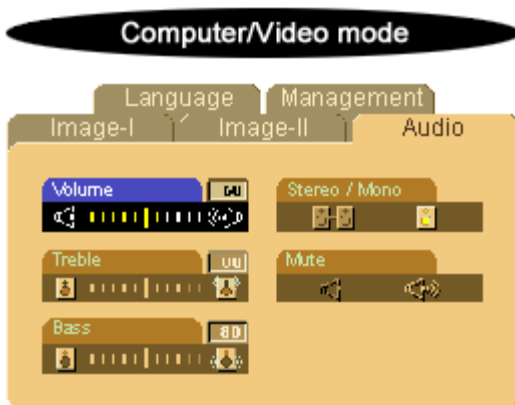 Computer/Video mode
Language Management
Image-I Image-II Audio
Volume
Stereo / Mono
Treble
Mute
Bass 80